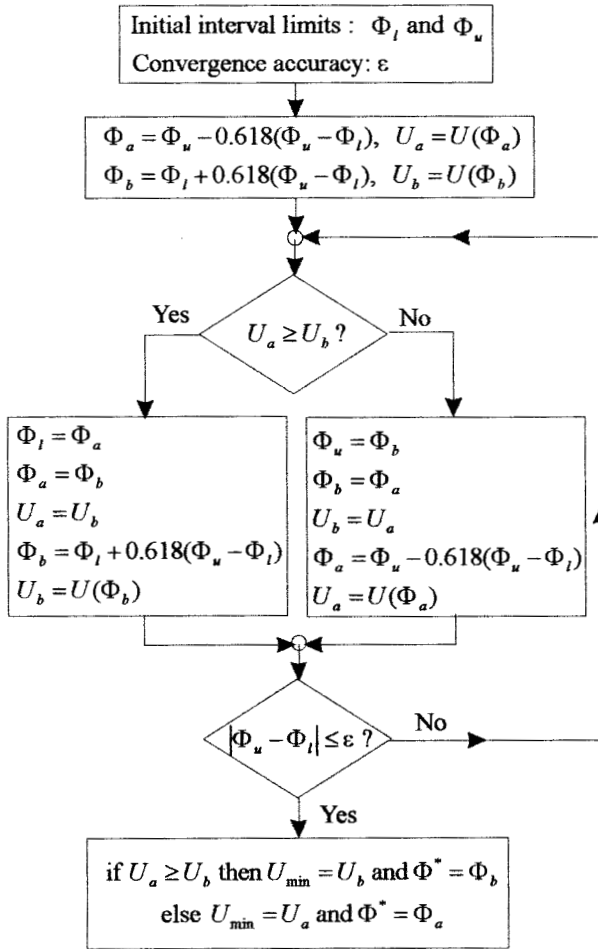 Initial interval limits : Φ_l and Φ_u
Convergence accuracy: ε
Φ_a = Φ_u − 0.618(Φ_u − Φ_l), U_a = U(Φ_a)
Φ_b = Φ_l + 0.618(Φ_u − Φ_l), U_b = U(Φ_b)
U_a ≥ U_b ?
Yes
No
Φ_l = Φ_a
Φ_a = Φ_b
U_a = U_b
Φ_b = Φ_l + 0.618(Φ_u − Φ_l)
U_b = U(Φ_b)
Φ_u = Φ_b
Φ_b = Φ_a
U_b = U_a
Φ_a = Φ_u − 0.618(Φ_u − Φ_l)
U_a = U(Φ_a)
|Φ_u − Φ_l| ≤ ε ?
No
Yes
if U_a ≥ U_b then U_min = U_b and Φ* = Φ_b
else U_min = U_a and Φ* = Φ_a